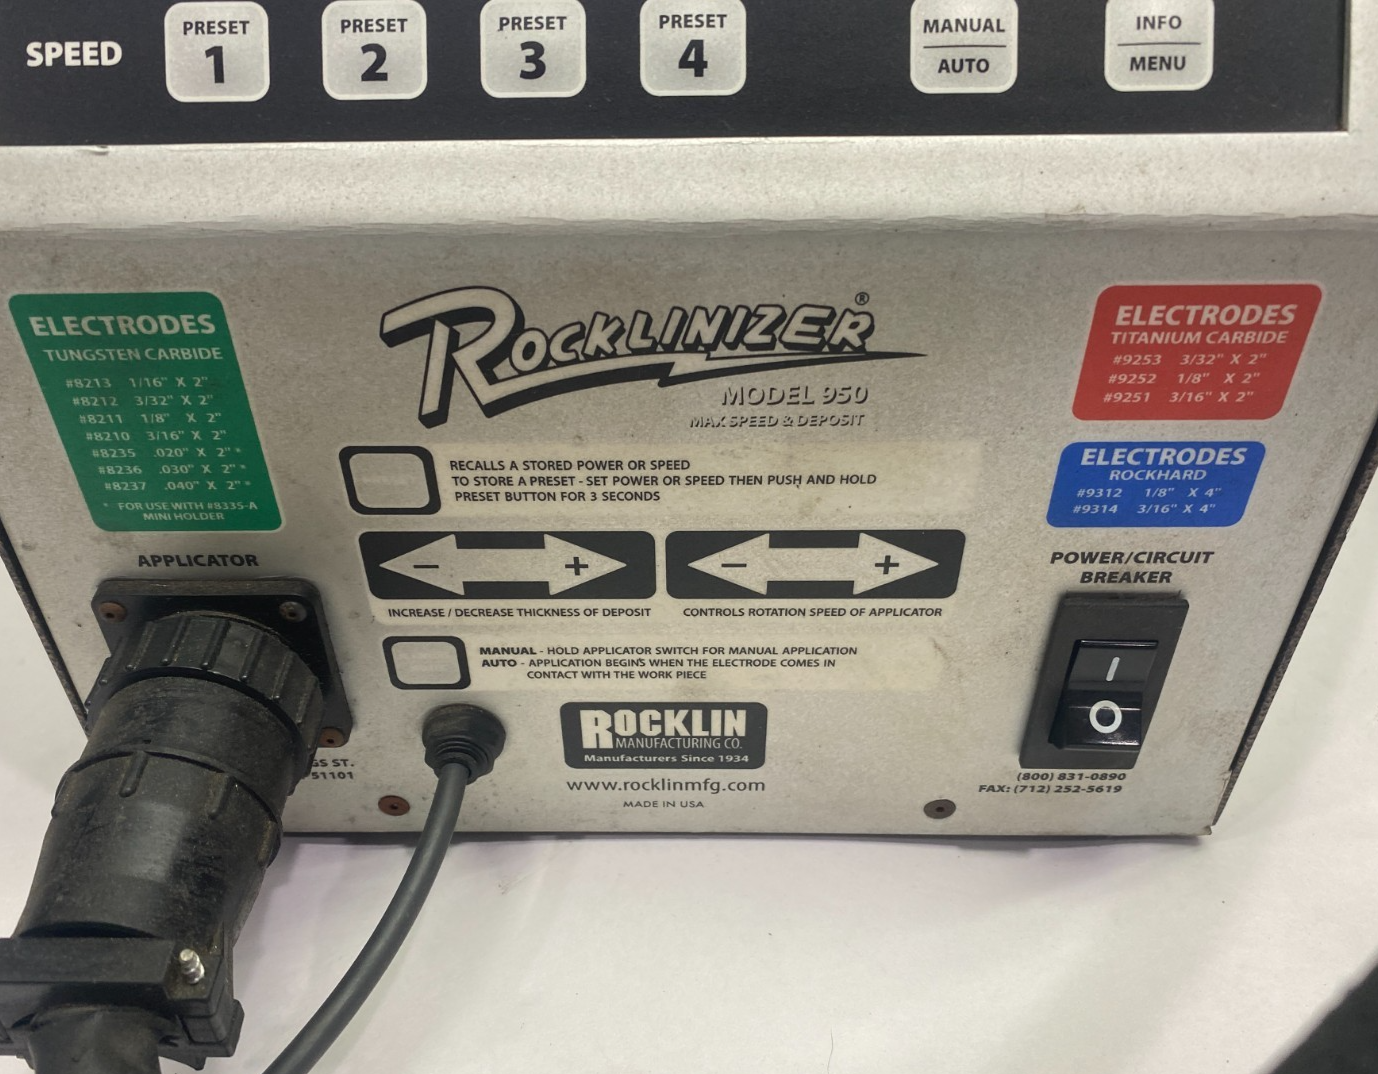 SPEED
PRESET
1
PRESET
2
PRESET
3
PRESET
4
MANUAL
AUTO
INFO
MENU
ELECTRODES
TUNGSTEN CARBIDE
#8213 1/16" X 2"
#8212 3/32" X 2"
#8211 1/8" X 2"
#8210 3/16" X 2"
#8235 .020" X 2" *
#8236 .030" X 2" *
#8237 .040" X 2" *
* FOR USE WITH #8335-A
MINI HOLDER
APPLICATOR
ROCKLINIZER®
MODEL 950
MAX SPEED & DEPOSIT
RECALLS A STORED POWER OR SPEED
TO STORE A PRESET - SET POWER OR SPEED THEN PUSH AND HOLD
PRESET BUTTON FOR 3 SECONDS
− +
− +
INCREASE / DECREASE THICKNESS OF DEPOSIT
CONTROLS ROTATION SPEED OF APPLICATOR
MANUAL - HOLD APPLICATOR SWITCH FOR MANUAL APPLICATION
AUTO - APPLICATION BEGINS WHEN THE ELECTRODE COMES IN
CONTACT WITH THE WORK PIECE
ROCKLIN
MANUFACTURING CO.
Manufacturers Since 1934
www.rocklinmfg.com
MADE IN USA
GS ST.
51101
ELECTRODES
TITANIUM CARBIDE
#9253 3/32" X 2"
#9252 1/8" X 2"
#9251 3/16" X 2"
ELECTRODES
ROCKHARD
#9312 1/8" X 4"
#9314 3/16" X 4"
POWER/CIRCUIT
BREAKER
I
O
(800) 831-0890
FAX: (712) 252-5619